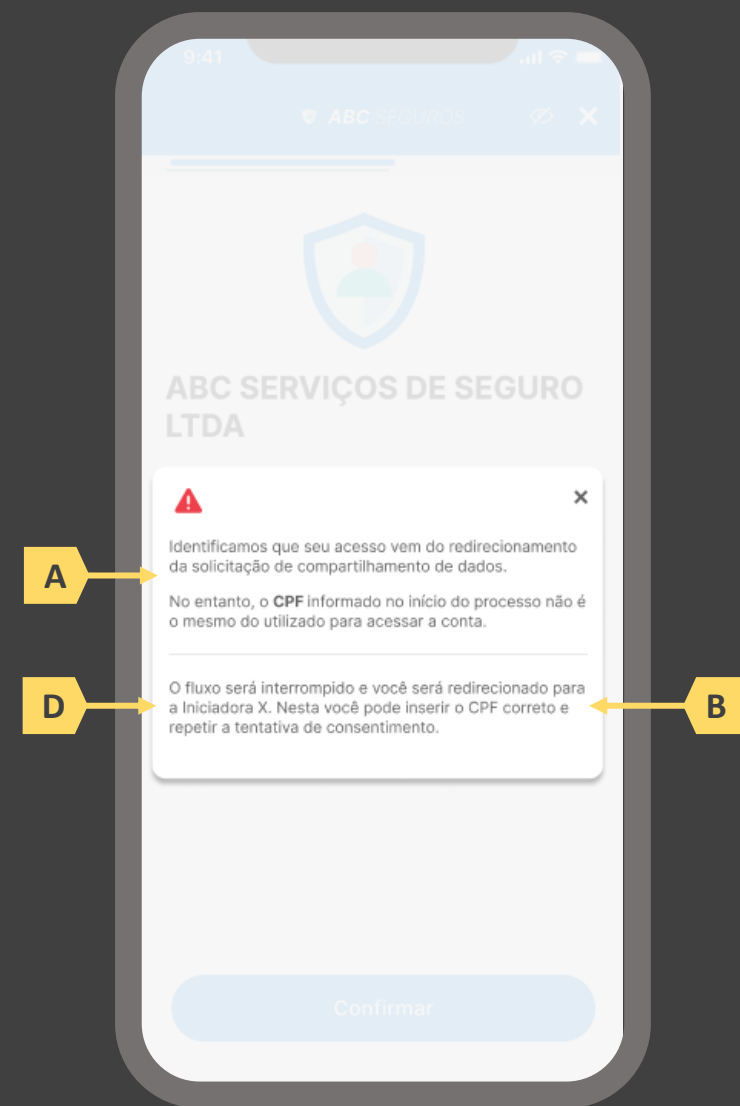 9:41
ABC SEGUROS
ABC SERVIÇOS DE SEGURO
LTDA
Identificamos que seu acesso vem do redirecionamento
da solicitação de compartilhamento de dados.
A
No entanto, o CPF informado no início do processo não é
o mesmo do utilizado para acessar a conta.
O fluxo será interrompido e você será redirecionado para
D
a Iniciadora X. Nesta você pode inserir o CPF correto e
B
repetir a tentativa de consentimento.
Confirmar